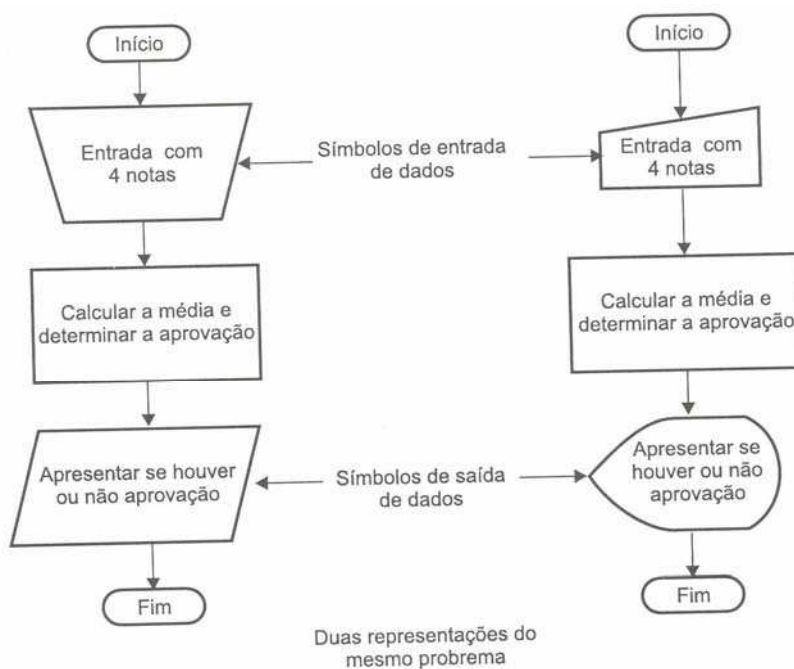 Início
Entrada com
4 notas
Calcular a média e
determinar a aprovação
Apresentar se houver
ou não aprovação
Fim
Símbolos de entrada
de dados
Símbolos de saída
de dados
Início
Entrada com
4 notas
Calcular a média e
determinar a aprovação
Apresentar se
houver ou não
aprovação
Fim
Duas representações do
mesmo probrema